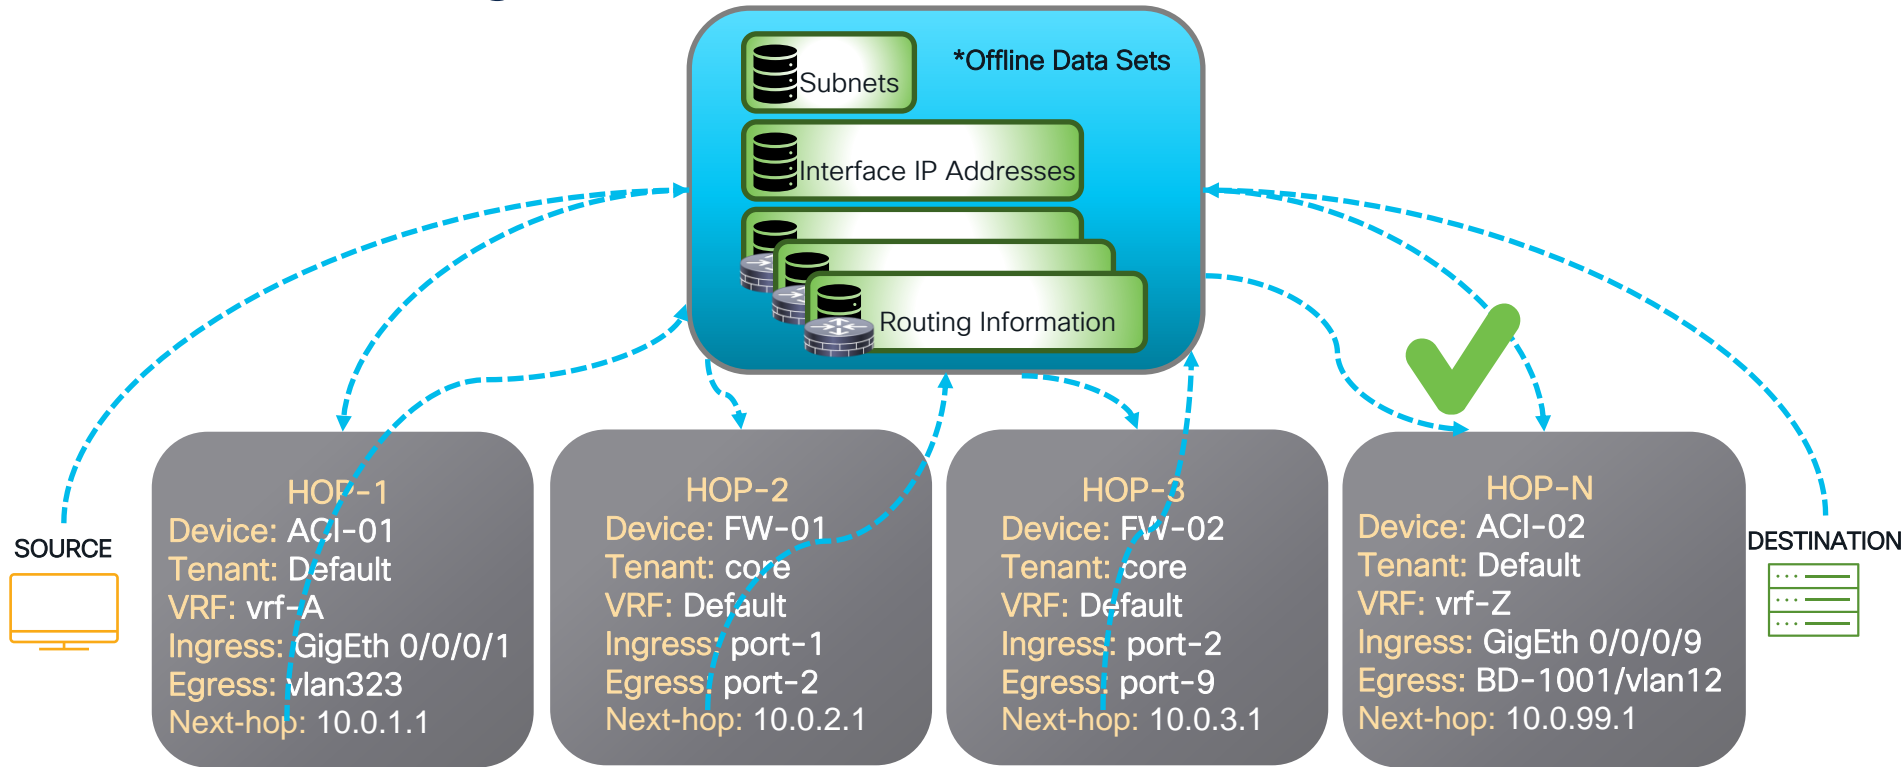 *Offline Data Sets
Subnets
Interface IP Addresses
Routing Information
SOURCE
HOP-1
Device: ACI-01
Tenant: Default
VRF: vrf-A
Ingress: GigEth 0/0/0/1
Egress: vlan323
Next-hop: 10.0.1.1
HOP-2
Device: FW-01
Tenant: core
VRF: Default
Ingress: port-1
Egress: port-2
Next-hop: 10.0.2.1
HOP-3
Device: FW-02
Tenant: core
VRF: Default
Ingress: port-2
Egress: port-9
Next-hop: 10.0.3.1
HOP-N
Device: ACI-02
Tenant: Default
VRF: vrf-Z
Ingress: GigEth 0/0/0/9
Egress: BD-1001/vlan12
Next-hop: 10.0.99.1
DESTINATION